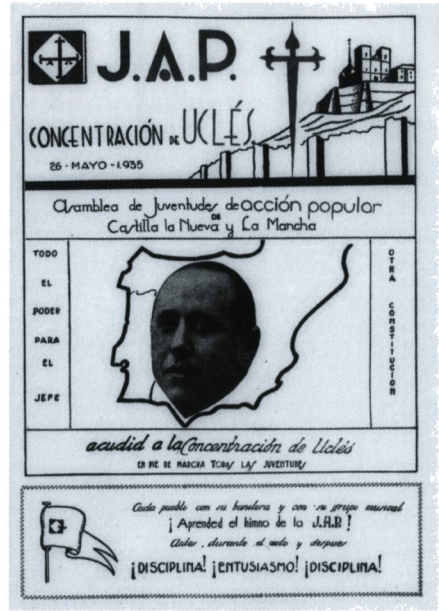 J.A.P.
CONCENTRACIÓN DE UCLÉS
26 - MAYO - 1.935
Asamblea de Juventudes de acción popular
DE
Castilla la Nueva y La Mancha
TODO
EL
PODER
PARA
EL
JEFE
OTRA
CONSTITUCION
acudid a la Concentración de Uclés
EN PIE DE MARCHA TODAS LAS JUVENTUDES
Cada pueblo con su bandera y con su grupo musical
¡Aprended el himno de la J.A.P.!
Antes, durante el acto y despues
¡DISCIPLINA! ¡ENTUSIASMO! ¡DISCIPLINA!